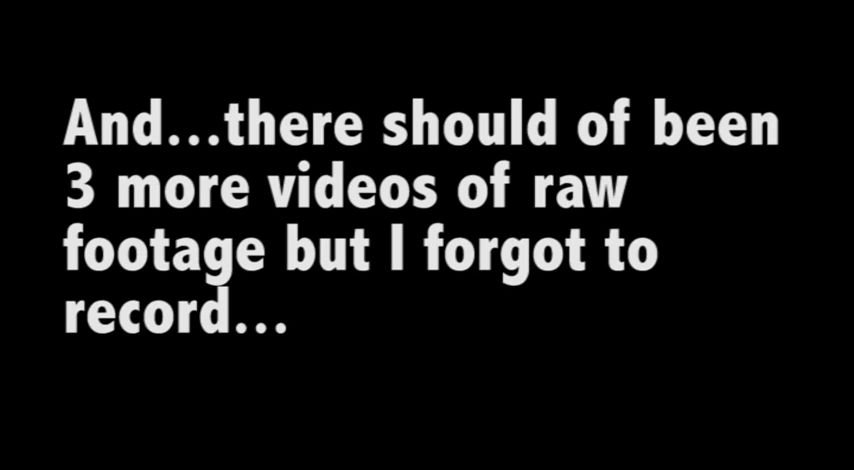 And...there should of been
3 more videos of raw
footage but I forgot to
record...